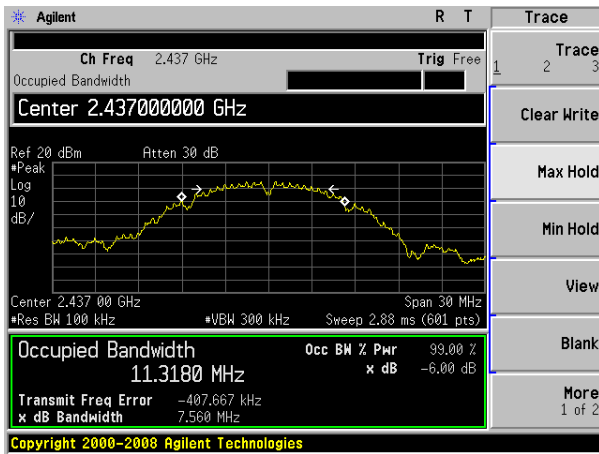 Agilent R T Trace
Ch Freq 2.437 GHz Trig Free
Occupied Bandwidth
Trace
1 2 3
Center 2.437000000 GHz
Clear Write
Ref 20 dBm Atten 30 dB
#Peak
Log
10
dB/
Max Hold
Min Hold
View
Center 2.437 00 GHz Span 30 MHz
#Res BW 100 kHz #VBW 300 kHz Sweep 2.88 ms (601 pts)
Blank
Occupied Bandwidth Occ BW % Pwr 99.00 %
11.3180 MHz x dB -6.00 dB
Transmit Freq Error -407.667 kHz
x dB Bandwidth 7.560 MHz
More
1 of 2
Copyright 2000-2008 Agilent Technologies